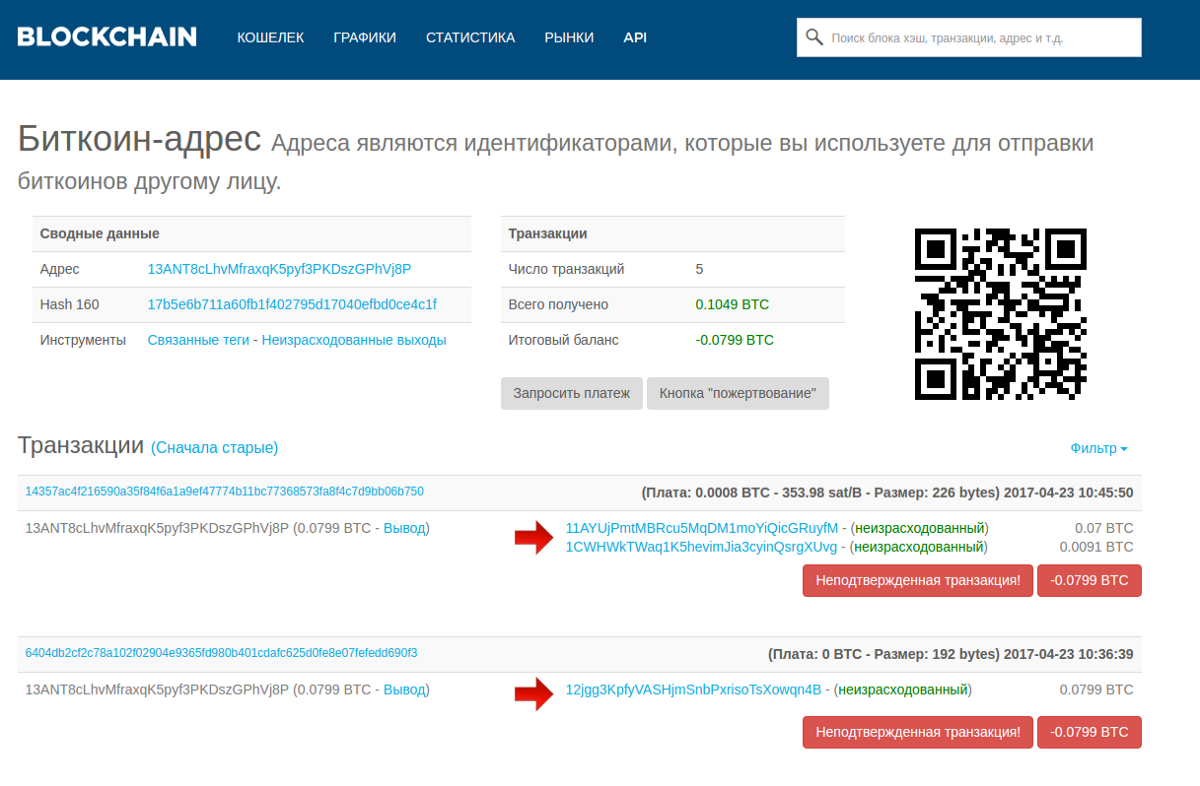 BLOCKCHAIN КОШЕЛЕК ГРАФИКИ СТАТИСТИКА РЫНКИ API Поиск блока хэш, транзакции, адрес и т.д.
Биткоин-адрес Адреса являются идентификаторами, которые вы используете для отправки
биткоинов другому лицу.
Сводные данные
Адрес 13ANT8cLhvMfraxqK5pyf3PKDszGPhVj8P
Hash 160 17b5e6b711a60fb1f402795d17040efbd0ce4c1f
Инструменты Связанные теги - Неизрасходованные выходы
Транзакции
Число транзакций 5
Всего получено 0.1049 BTC
Итоговый баланс -0.0799 BTC
Запросить платеж Кнопка "пожертвование"
Транзакции (Сначала старые) Фильтр
14357ac4f216590a35f84f6a1a9ef47774b11bc77368573fa8f4c7d9bb06b750 (Плата: 0.0008 BTC - 353.98 sat/B - Размер: 226 bytes) 2017-04-23 10:45:50
13ANT8cLhvMfraxqK5pyf3PKDszGPhVj8P (0.0799 BTC - Вывод) 11AYUjPmtMBRcu5MqDM1moYiQicGRuyfM - (неизрасходованный) 0.07 BTC
1CWHWkTWaq1K5hevimJia3cyinQsrgXUvg - (неизрасходованный) 0.0091 BTC
Неподтвержденная транзакция! -0.0799 BTC
6404db2cf2c78a102f02904e9365fd980b401cdafc625d0fe8e07fefedd690f3 (Плата: 0 BTC - Размер: 192 bytes) 2017-04-23 10:36:39
13ANT8cLhvMfraxqK5pyf3PKDszGPhVj8P (0.0799 BTC - Вывод) 12jgg3KpfyVASHjmSnbPxrisoTsXowqn4B - (неизрасходованный) 0.0799 BTC
Неподтвержденная транзакция! -0.0799 BTC